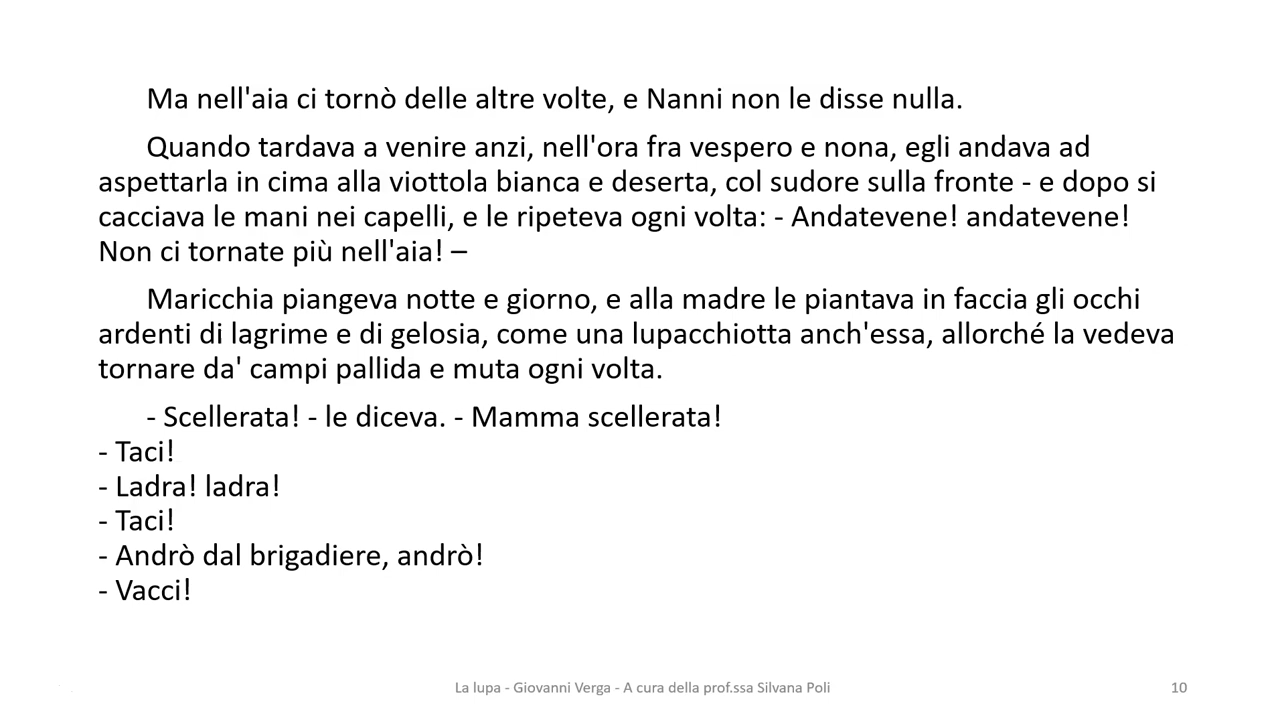 Ma nell'aia ci tornò delle altre volte, e Nanni non le disse nulla.
Quando tardava a venire anzi, nell'ora fra vespero e nona, egli andava ad
aspettarla in cima alla viottola bianca e deserta, col sudore sulla fronte - e dopo si
cacciava le mani nei capelli, e le ripeteva ogni volta: - Andatevene! andatevene!
Non ci tornate più nell'aia! –
Maricchia piangeva notte e giorno, e alla madre le piantava in faccia gli occhi
ardenti di lagrime e di gelosia, come una lupacchiotta anch'essa, allorché la vedeva
tornare da' campi pallida e muta ogni volta.
- Scellerata! - le diceva. - Mamma scellerata!
- Taci!
- Ladra! ladra!
- Taci!
- Andrò dal brigadiere, andrò!
- Vacci!
La lupa - Giovanni Verga - A cura della prof.ssa Silvana Poli
10